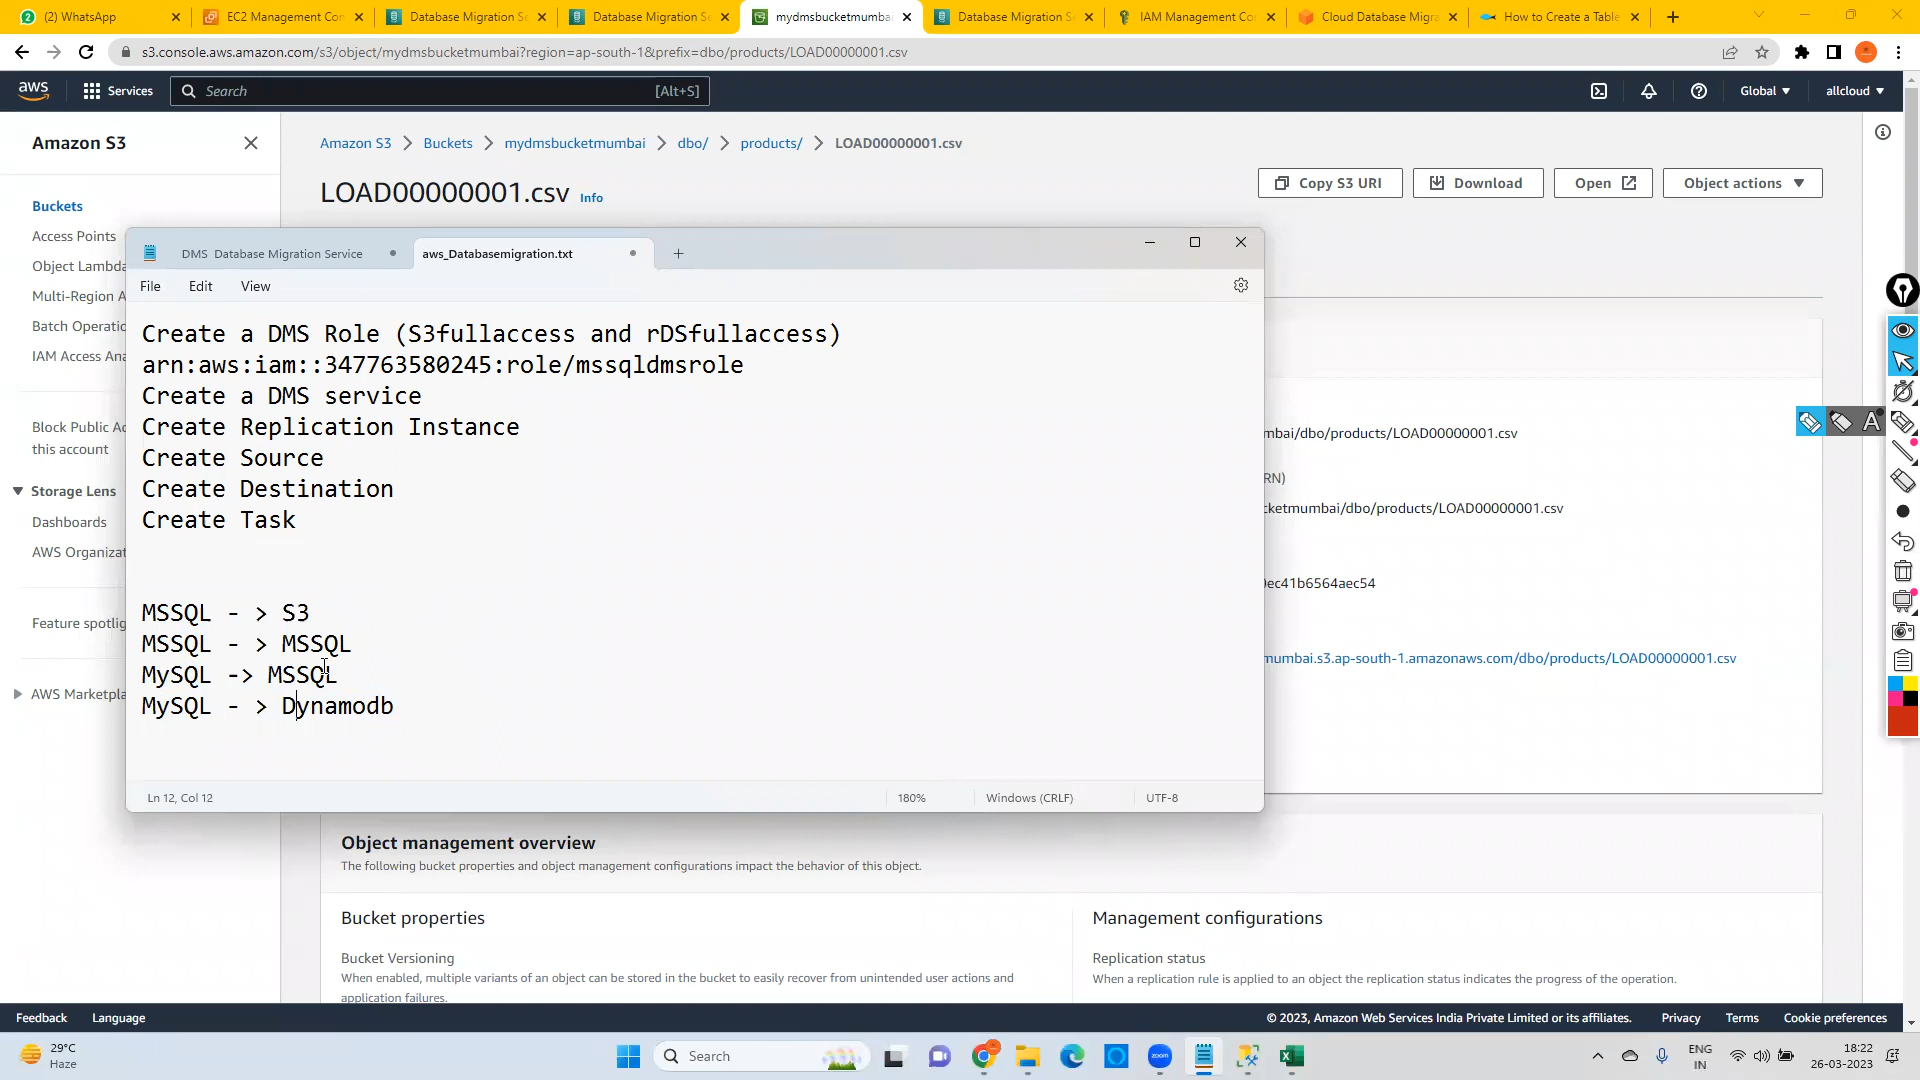 (2) WhatsApp
EC2 Management Con
Database Migration Se
Database Migration Se
mydmsbucketmumbai
Database Migration Se
IAM Management Co
Cloud Database Migra
How to Create a Table
s3.console.aws.amazon.com/s3/object/mydmsbucketmumbai?region=ap-south-1&prefix=dbo/products/LOAD00000001.csv
aws
Services
Search
[Alt+S]
Global
allcloud
Amazon S3
Amazon S3
Buckets
mydmsbucketmumbai
dbo/
products/
LOAD00000001.csv
LOAD00000001.csv Info
Copy S3 URI
Download
Open
Object actions
Buckets
Access Points
Object Lambda
Multi-Region A
Batch Operatio
IAM Access Ana
Block Public Ac
this account
Storage Lens
Dashboards
AWS Organizat
Feature spotlig
AWS Marketpla
DMS Database Migration Service
aws_Databasemigration.txt
File
Edit
View
Create a DMS Role (S3fullaccess and rDSfullaccess)
arn:aws:iam::347763580245:role/mssqldmsrole
Create a DMS service
Create Replication Instance
Create Source
Create Destination
Create Task
MSSQL - > S3
MSSQL - > MSSQL
MySQL -> MSSQL
MySQL - > Dynamodb
Ln 12, Col 12
180%
Windows (CRLF)
UTF-8
mbai/dbo/products/LOAD00000001.csv
RN)
cketmumbai/dbo/products/LOAD00000001.csv
ec41b6564aec54
mumbai.s3.ap-south-1.amazonaws.com/dbo/products/LOAD00000001.csv
A
Object management overview
The following bucket properties and object management configurations impact the behavior of this object.
Bucket properties
Bucket Versioning
When enabled, multiple variants of an object can be stored in the bucket to easily recover from unintended user actions and
application failures.
Management configurations
Replication status
When a replication rule is applied to an object the replication status indicates the progress of the operation.
Feedback
Language
© 2023, Amazon Web Services India Private Limited or its affiliates.
Privacy
Terms
Cookie preferences
29°C
Haze
Search
zoom
ENG
IN
18:22
26-03-2023